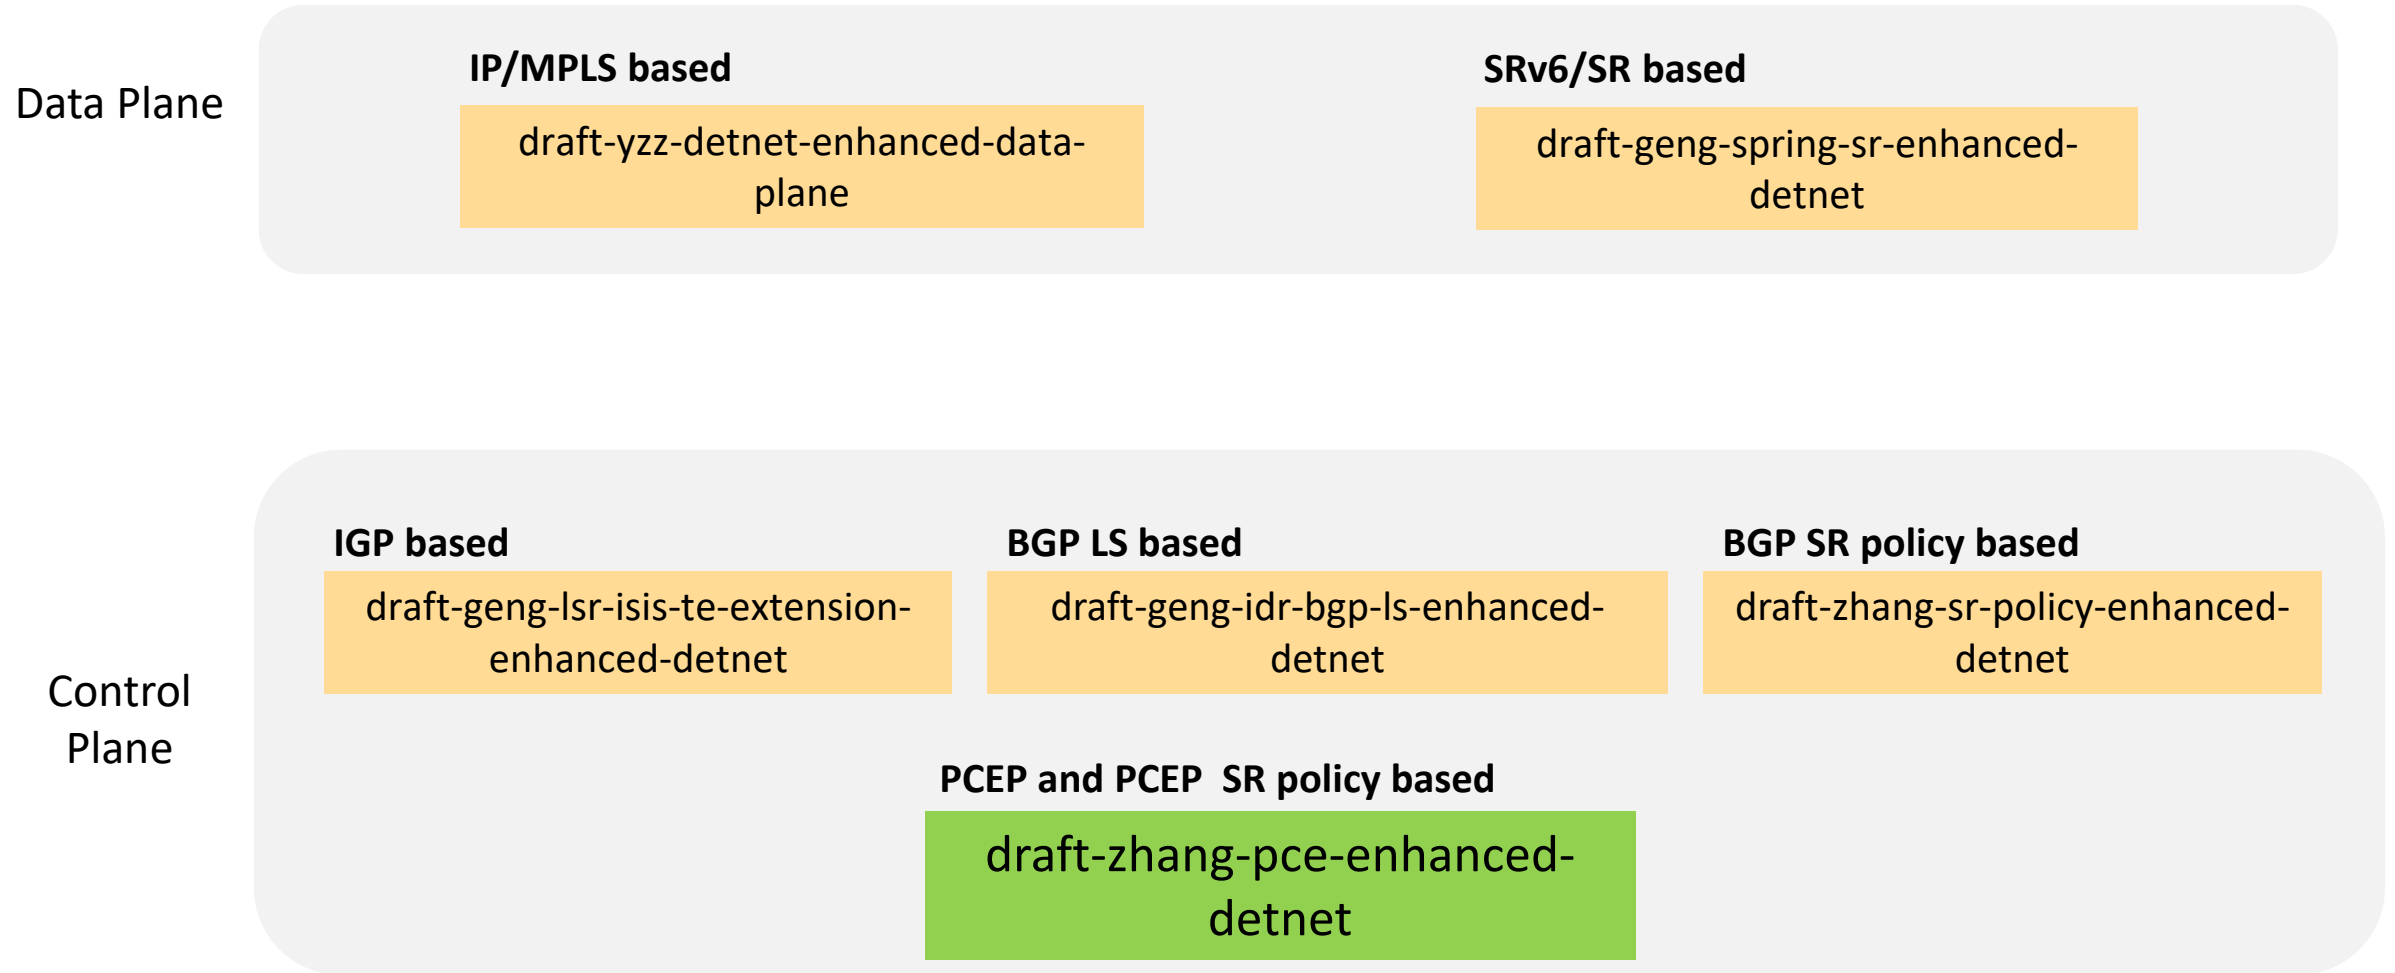 Data Plane
IP/MPLS based
draft-yzz-detnet-enhanced-data-
plane
SRv6/SR based
draft-geng-spring-sr-enhanced-
detnet
Control
Plane
IGP based
draft-geng-lsr-isis-te-extension-
enhanced-detnet
BGP LS based
draft-geng-idr-bgp-ls-enhanced-
detnet
BGP SR policy based
draft-zhang-sr-policy-enhanced-
detnet
PCEP and PCEP  SR policy based
draft-zhang-pce-enhanced-
detnet